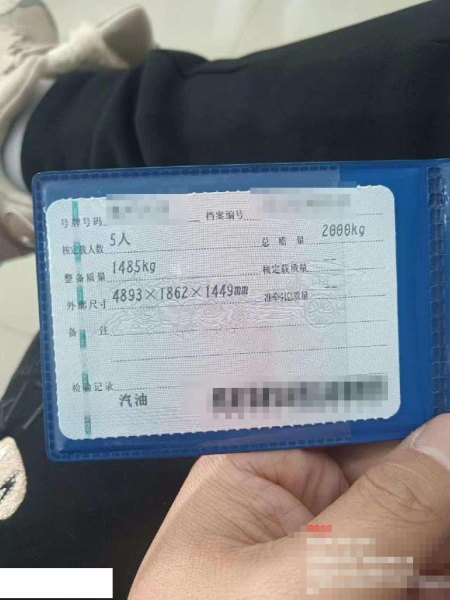 号牌号码 档案编号
核定载人数 5人 总质量 2000kg
整备质量 1485kg 核定载质量 --
外廓尺寸 4893×1862×1449mm 准牵引总质量 --
备注
检验记录
汽油